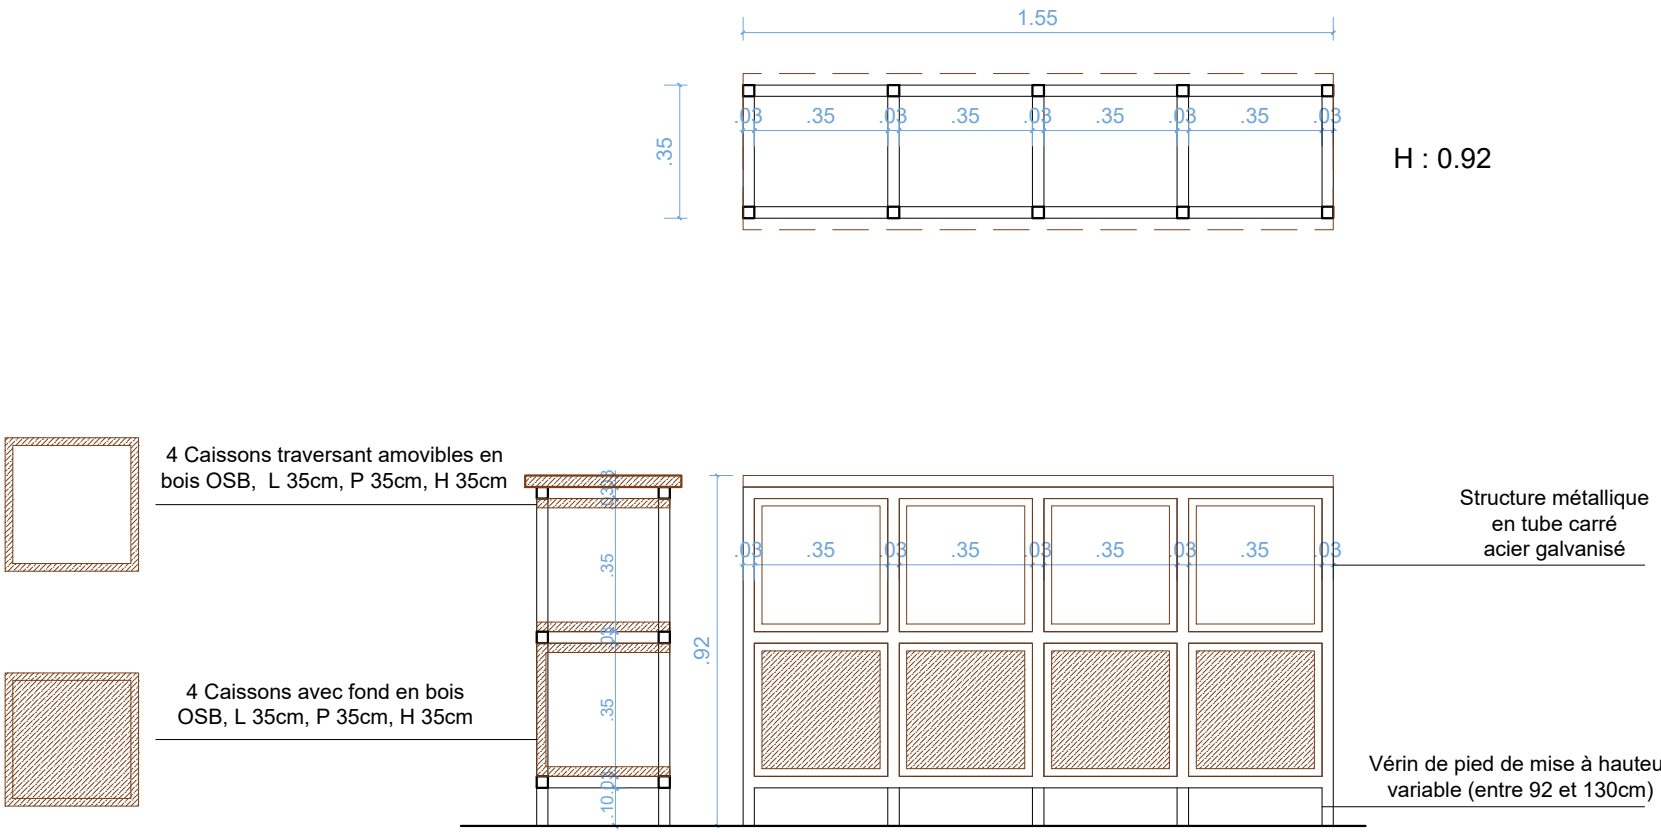 1.55
.03 .35 .03 .35 .03 .35 .03 .35 .03
.35
H : 0.92
4 Caissons traversant amovibles en
bois OSB, L 35cm, P 35cm, H 35cm
4 Caissons avec fond en bois
OSB, L 35cm, P 35cm, H 35cm
.35
.03
.35
.10
.03
.92
.03 .35 .03 .35 .03 .35 .03 .35 .03
Structure métallique
en tube carré
acier galvanisé
Vérin de pied de mise à hauteu
variable (entre 92 et 130cm)